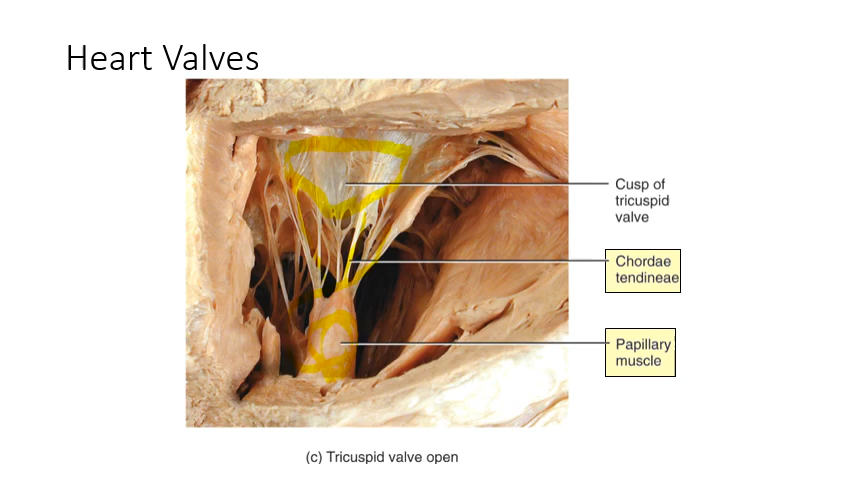 Heart Valves
Cusp of
tricuspid
valve
Chordae
tendineae
Papillary
muscle
(c) Tricuspid valve open